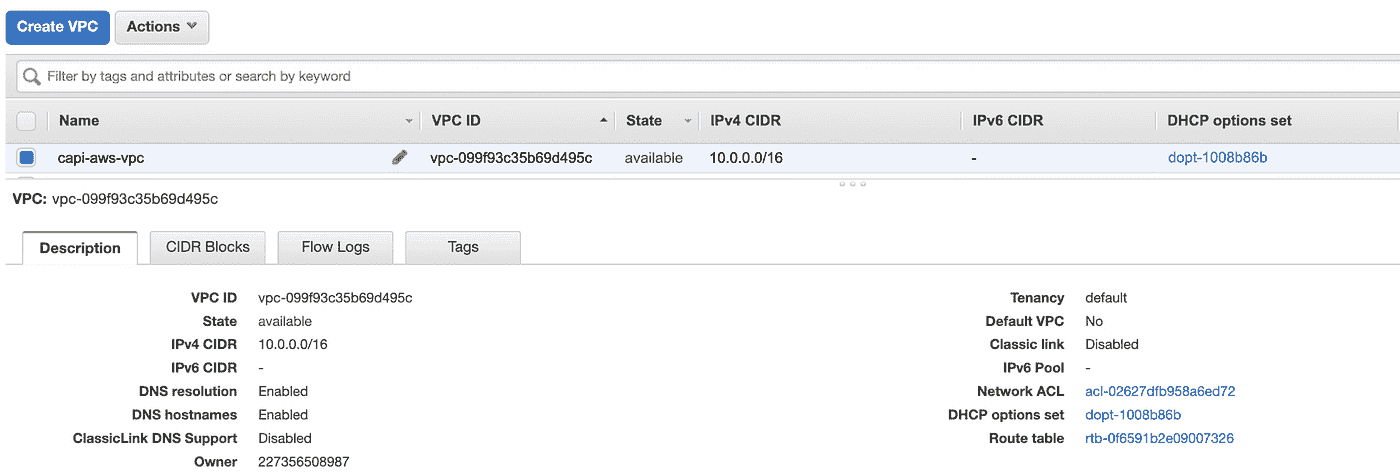 Create VPC Actions
Filter by tags and attributes or search by keyword
Name VPC ID State IPv4 CIDR IPv6 CIDR DHCP options set
capi-aws-vpc vpc-099f93c35b69d495c available 10.0.0.0/16 - dopt-1008b86b
VPC: vpc-099f93c35b69d495c
Description CIDR Blocks Flow Logs Tags
VPC ID vpc-099f93c35b69d495c Tenancy default
State available Default VPC No
IPv4 CIDR 10.0.0.0/16 Classic link Disabled
IPv6 CIDR - IPv6 Pool -
DNS resolution Enabled Network ACL acl-02627dfb958a6ed72
DNS hostnames Enabled DHCP options set dopt-1008b86b
ClassicLink DNS Support Disabled Route table rtb-0f6591b2e09007326
Owner 227356508987